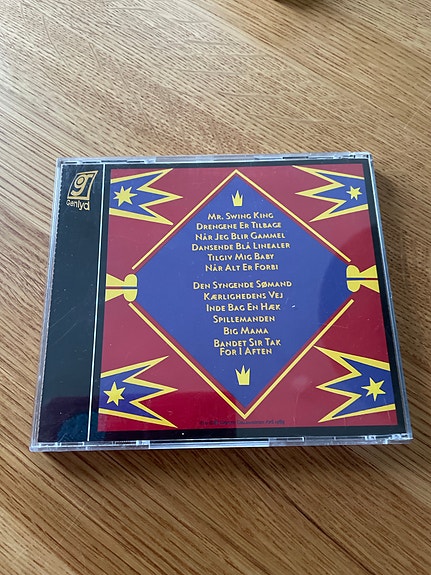 g
Genlyd
Mr. Swing King
Drengene Er Tilbage
Når Jeg Blir Gammel
Dansende Blå Linealer
Tilgiv Mig Baby
Når Alt Er Forbi
Den Syngende Sømand
Kærlighedens Vej
Inde Bag En Hæk
Spillemanden
Big Mama
Bandet Sir Tak
For I Aften